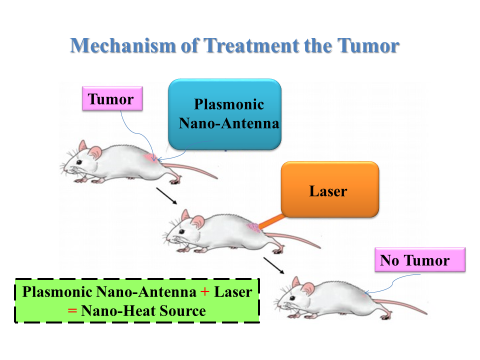 Mechanism of Treatment the Tumor
Tumor
Plasmonic
Nano-Antenna
Laser
No Tumor
Plasmonic Nano-Antenna + Laser
= Nano-Heat Source